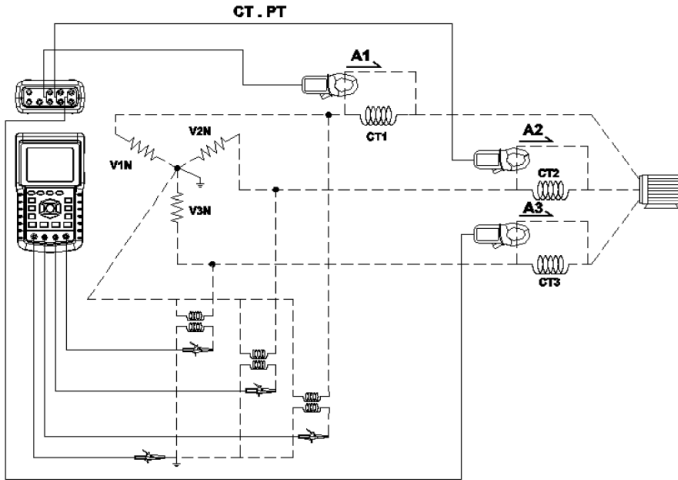 CT . PT
A1
CT1
V2N
V1N
A2
CT2
V3N
A3
CT3